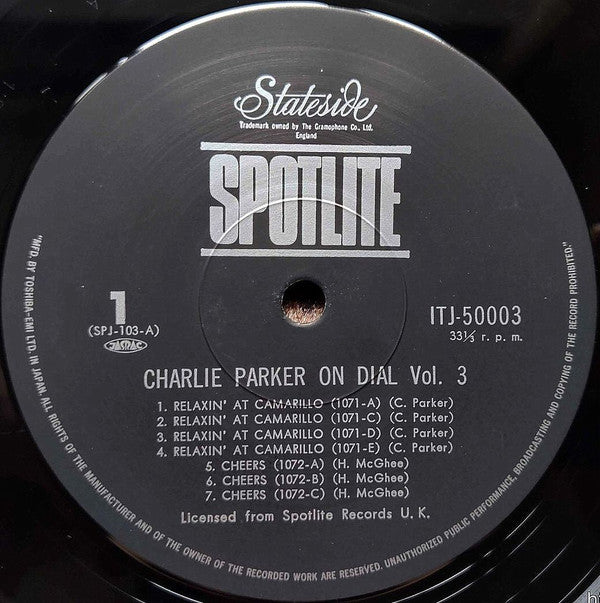 Stateside
Trademark owned by The Gramophone Co., Ltd.
England
SPOTLITE
1
(SPJ-103-A)
JASRAC
ITJ-50003
33⅓ r. p. m.
CHARLIE PARKER ON DIAL Vol. 3
1. RELAXIN' AT CAMARILLO (1071-A) (C. Parker)
2. RELAXIN' AT CAMARILLO (1071-C) (C. Parker)
3. RELAXIN' AT CAMARILLO (1071-D) (C. Parker)
4. RELAXIN' AT CAMARILLO (1071-E) (C. Parker)
5. CHEERS (1072-A) (H. McGhee)
6. CHEERS (1072-B) (H. McGhee)
7. CHEERS (1072-C) (H. McGhee)
Licensed from Spotlite Records U. K.
"MFD. BY TOSHIBA-EMI LTD. IN JAPAN. ALL RIGHTS OF THE MANUFACTURER AND OF THE OWNER OF THE RECORDED WORK ARE RESERVED. UNAUTHORIZED PUBLIC PERFORMANCE, BROADCASTING AND COPYING OF THE RECORD PROHIBITED."